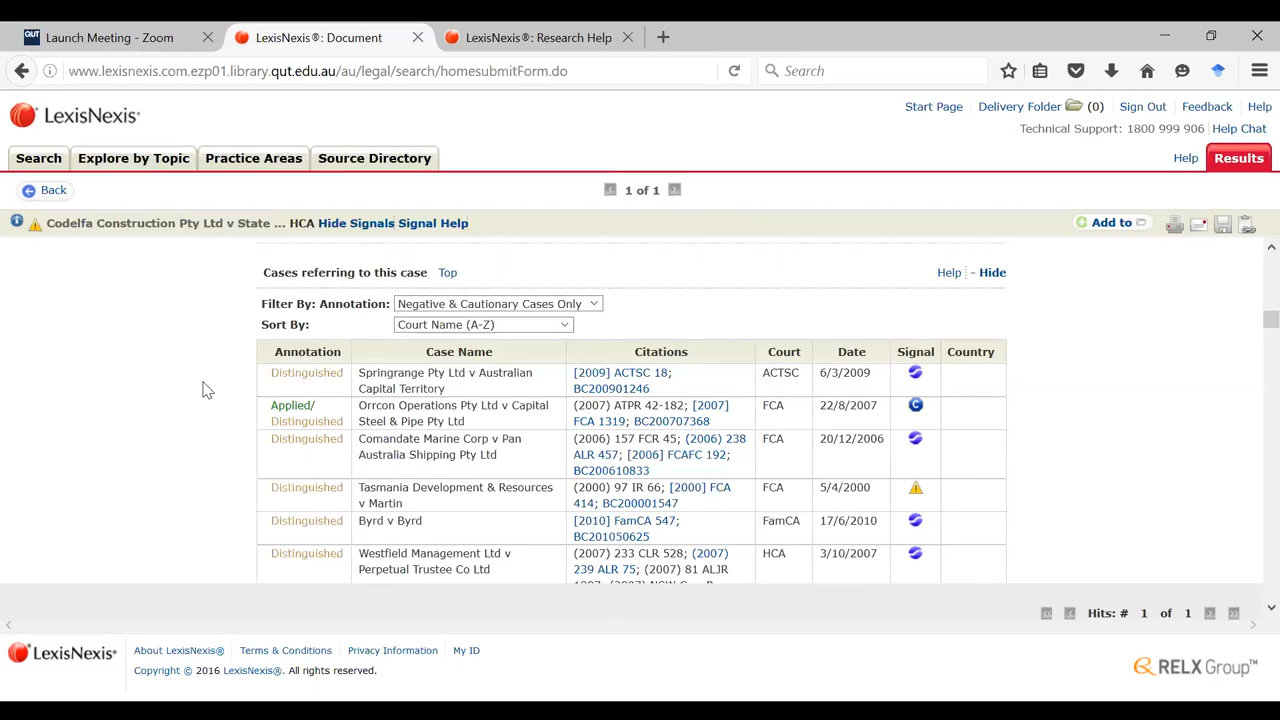 QUT Launch Meeting - Zoom
LexisNexis®: Document
LexisNexis®: Research Help
www.lexisnexis.com.ezp01.library.qut.edu.au/au/legal/search/homesubmitForm.do
Search
LexisNexis®
Start Page Delivery Folder (0) Sign Out Feedback Help
Technical Support: 1800 999 906 Help Chat
Search Explore by Topic Practice Areas Source Directory
Help Results
Back
1 of 1
Codelfa Construction Pty Ltd v State ... HCA Hide Signals Signal Help
Add to
Cases referring to this case Top
Help - Hide
Filter By: Annotation: Negative & Cautionary Cases Only
Sort By: Court Name (A-Z)
Annotation Case Name Citations Court Date Signal Country
Distinguished Springrange Pty Ltd v Australian [2009] ACTSC 18; ACTSC 6/3/2009
Capital Territory BC200901246
Applied/ Orrcon Operations Pty Ltd v Capital (2007) ATPR 42-182; [2007] FCA 22/8/2007 C
Distinguished Steel & Pipe Pty Ltd FCA 1319; BC200707368
Distinguished Comandate Marine Corp v Pan (2006) 157 FCR 45; (2006) 238 FCA 20/12/2006
Australia Shipping Pty Ltd ALR 457; [2006] FCAFC 192;
BC200610833
Distinguished Tasmania Development & Resources (2000) 97 IR 66; [2000] FCA FCA 5/4/2000
v Martin 414; BC200001547
Distinguished Byrd v Byrd [2010] FamCA 547; FamCA 17/6/2010
BC201050625
Distinguished Westfield Management Ltd v (2007) 233 CLR 528; (2007) HCA 3/10/2007
Perpetual Trustee Co Ltd 239 ALR 75; (2007) 81 ALJR
Hits: # 1 of 1
LexisNexis®
About LexisNexis® Terms & Conditions Privacy Information My ID
Copyright © 2016 LexisNexis®. All rights reserved.
RELX Group™